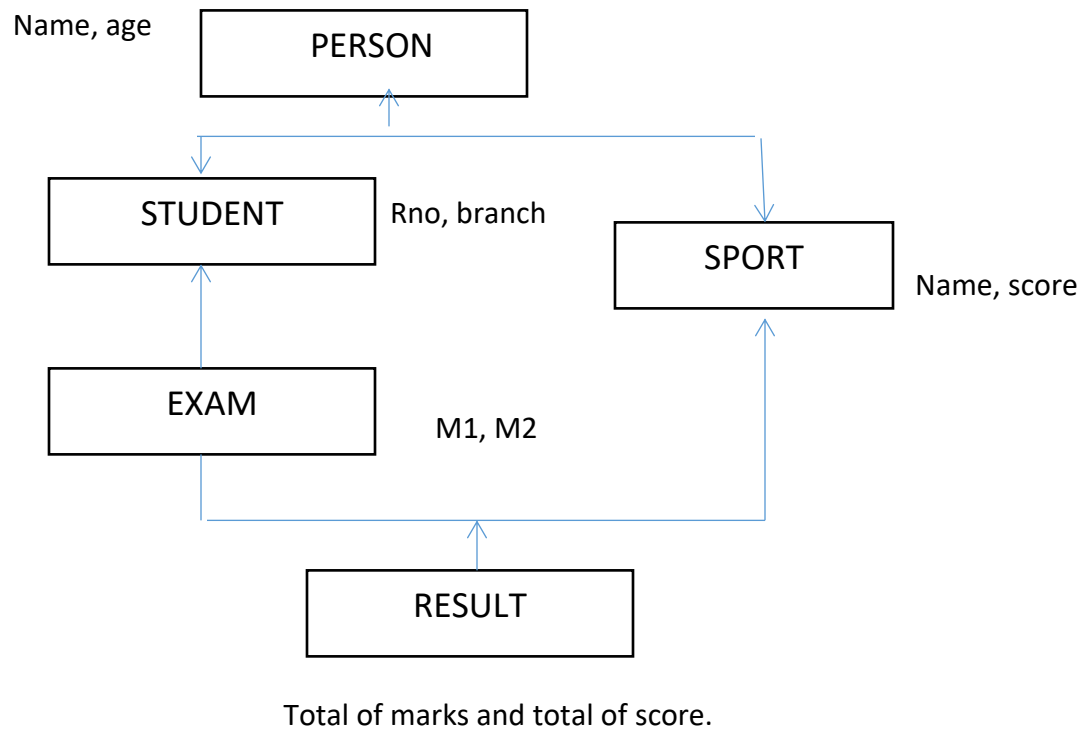 Name, age
PERSON
STUDENT
Rno, branch
SPORT
Name, score
EXAM
M1, M2
RESULT
Total of marks and total of score.